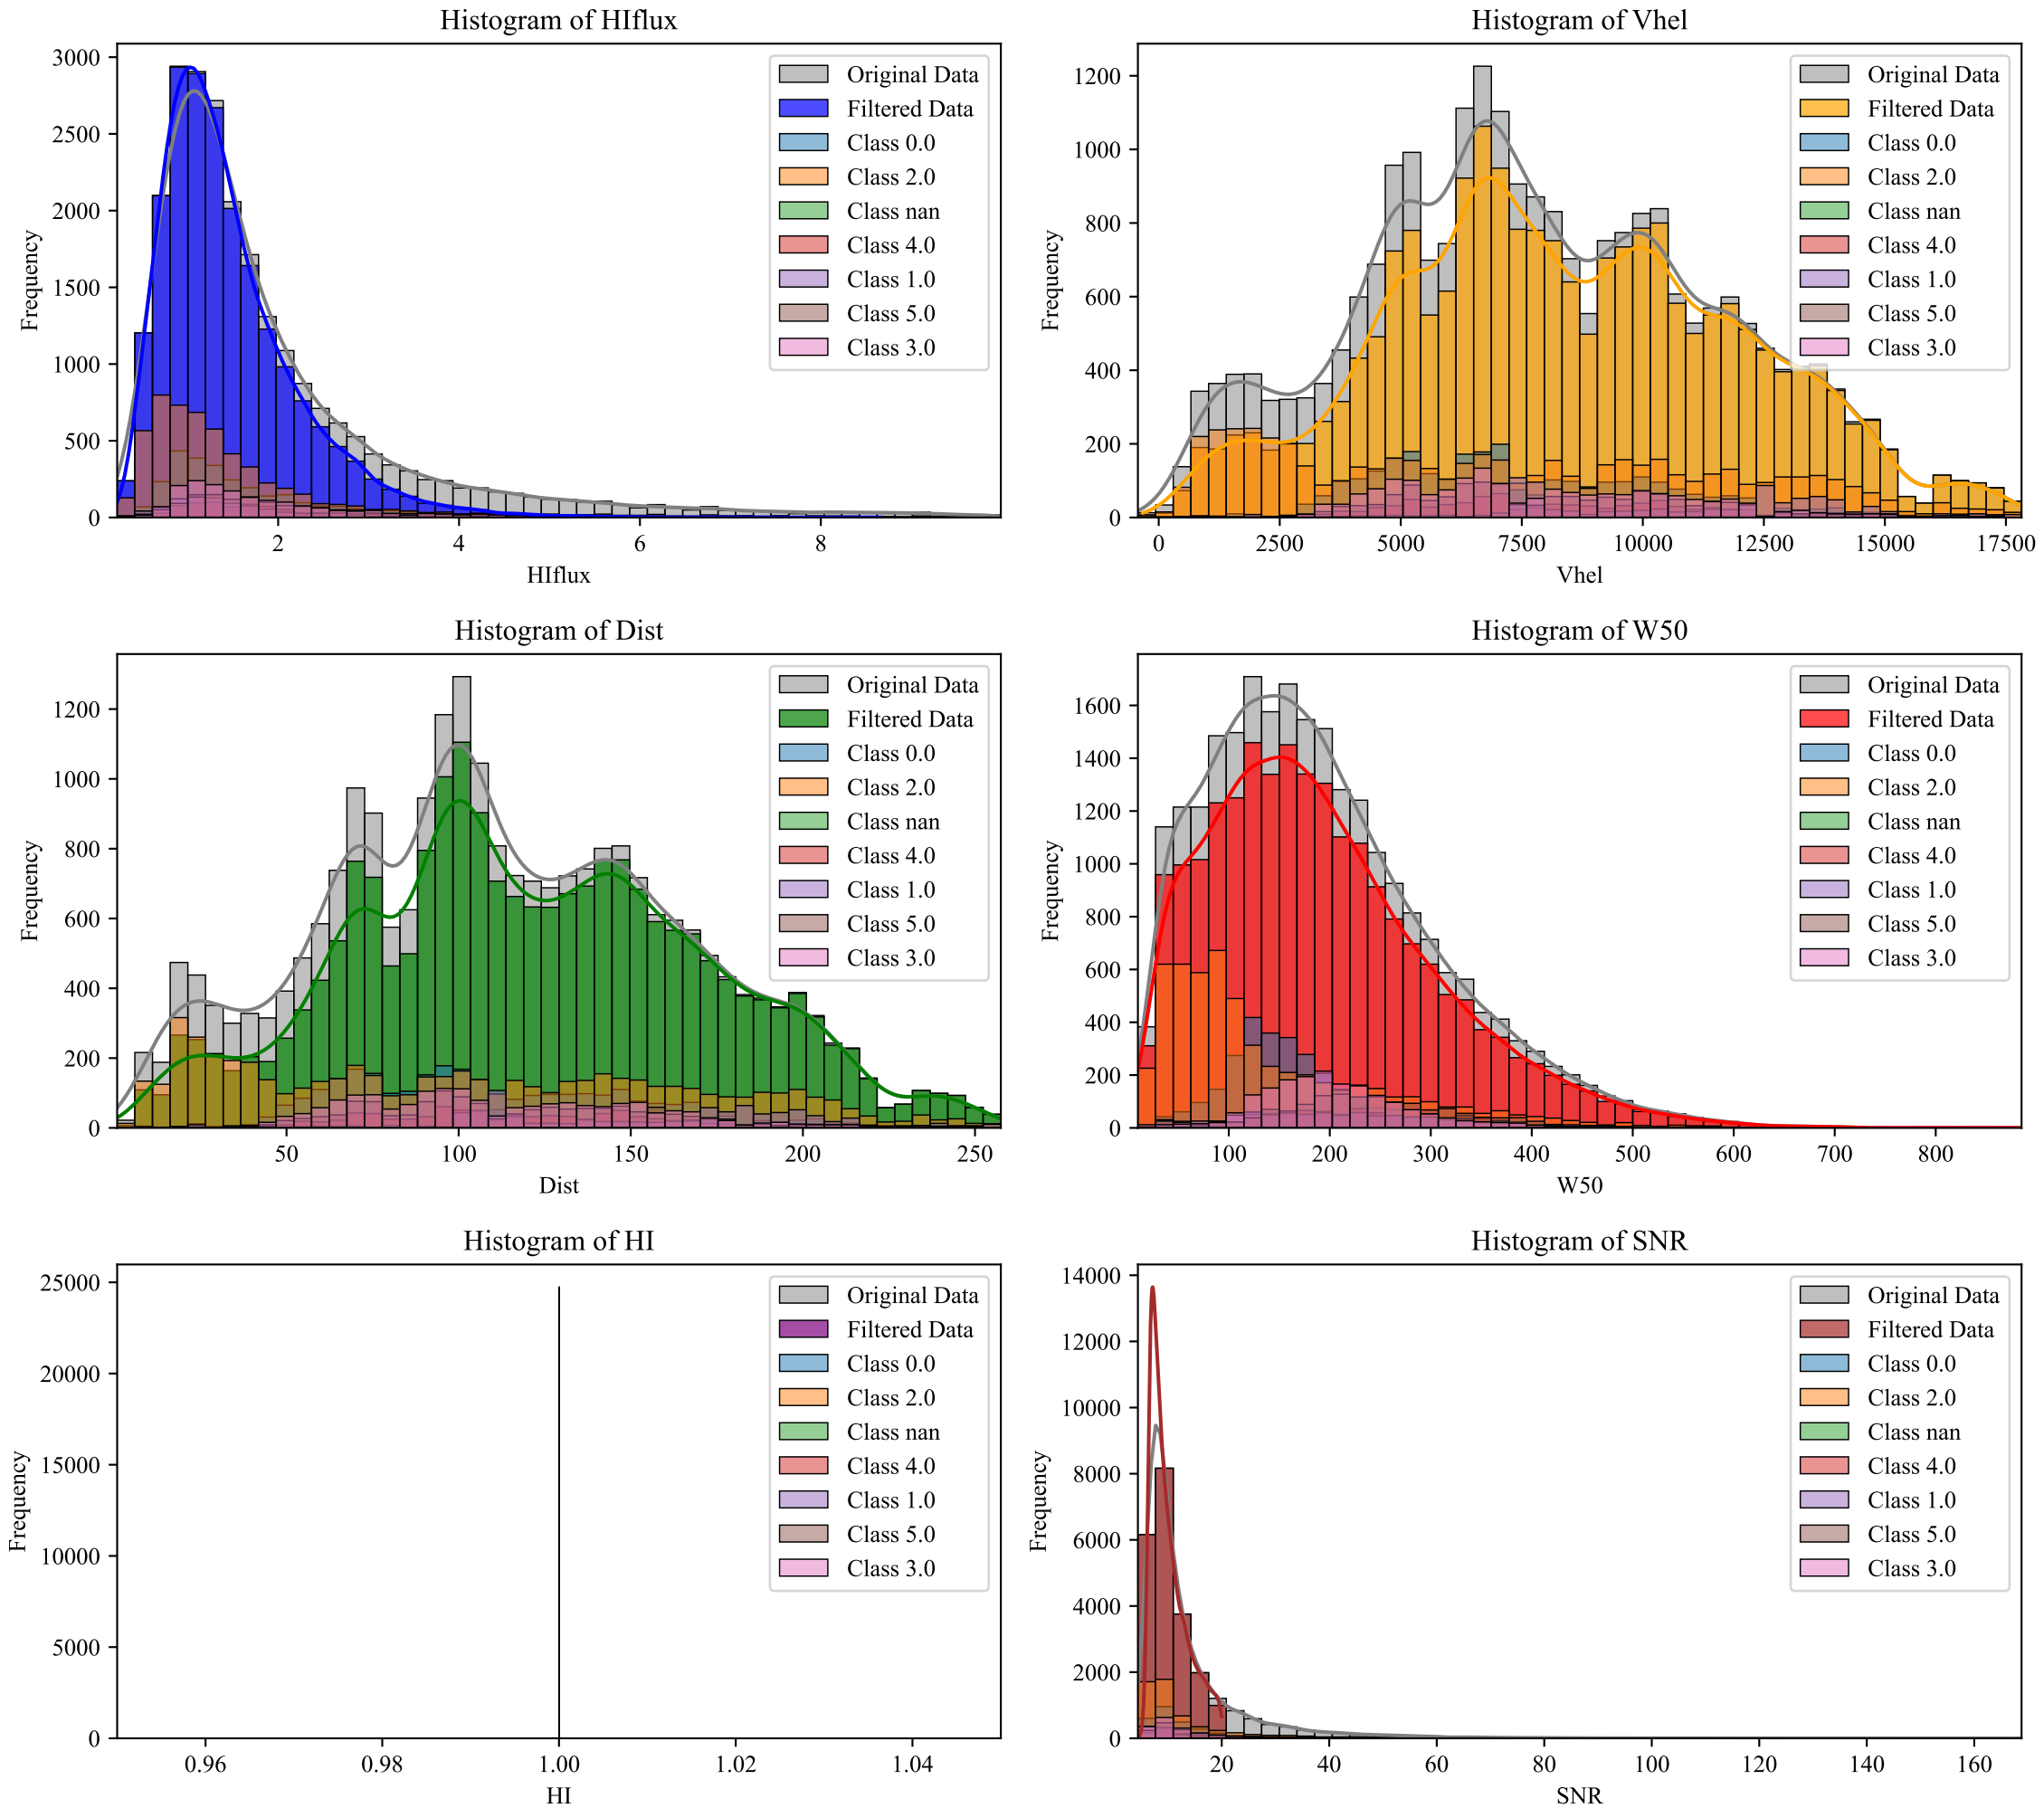 Histogram of HIflux
3000
2500
2000
1500
1000
500
0
Frequency
2 4 6 8
HIflux
Original Data
Filtered Data
Class 0.0
Class 2.0
Class nan
Class 4.0
Class 1.0
Class 5.0
Class 3.0
Histogram of Vhel
1200
1000
800
600
400
200
0
Frequency
0 2500 5000 7500 10000 12500 15000 17500
Vhel
Original Data
Filtered Data
Class 0.0
Class 2.0
Class nan
Class 4.0
Class 1.0
Class 5.0
Class 3.0
Histogram of Dist
1200
1000
800
600
400
200
0
Frequency
50 100 150 200 250
Dist
Original Data
Filtered Data
Class 0.0
Class 2.0
Class nan
Class 4.0
Class 1.0
Class 5.0
Class 3.0
Histogram of W50
1600
1400
1200
1000
800
600
400
200
0
Frequency
100 200 300 400 500 600 700 800
W50
Original Data
Filtered Data
Class 0.0
Class 2.0
Class nan
Class 4.0
Class 1.0
Class 5.0
Class 3.0
Histogram of HI
25000
20000
15000
10000
5000
0
Frequency
0.96 0.98 1.00 1.02 1.04
HI
Original Data
Filtered Data
Class 0.0
Class 2.0
Class nan
Class 4.0
Class 1.0
Class 5.0
Class 3.0
Histogram of SNR
14000
12000
10000
8000
6000
4000
2000
0
Frequency
20 40 60 80 100 120 140 160
SNR
Original Data
Filtered Data
Class 0.0
Class 2.0
Class nan
Class 4.0
Class 1.0
Class 5.0
Class 3.0